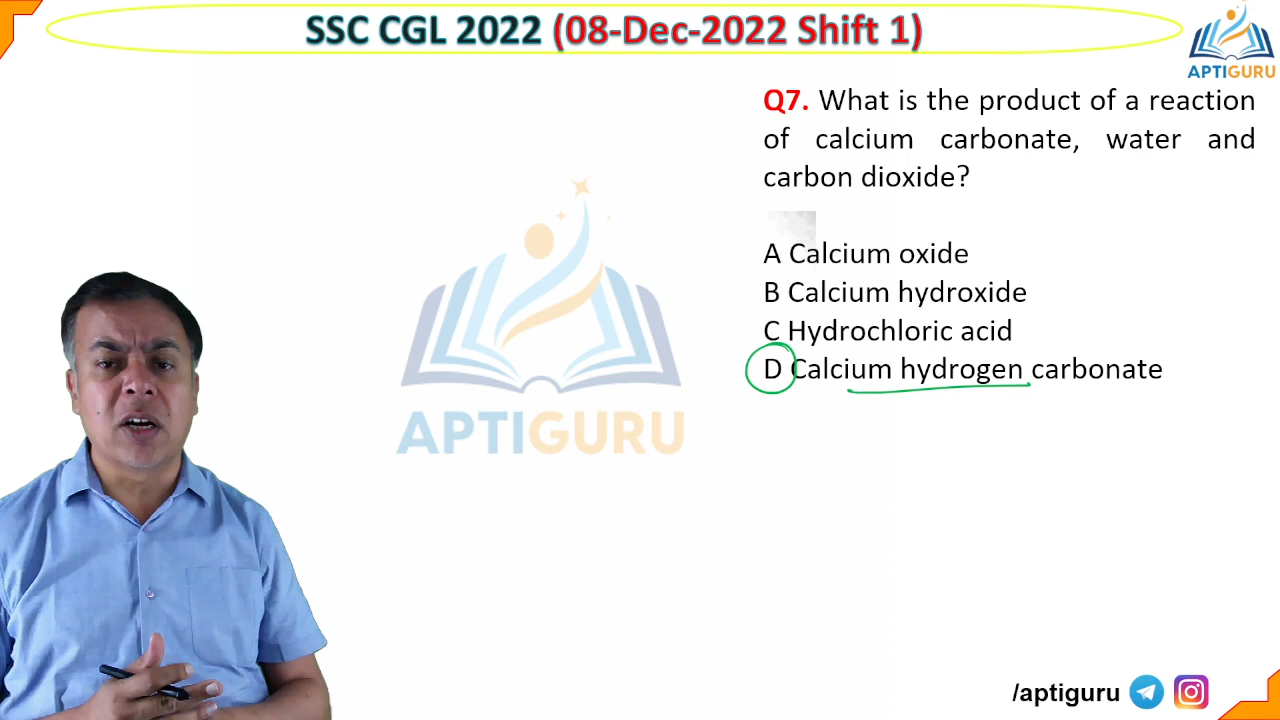 SSC CGL 2022 (08-Dec-2022 Shift 1)
APTIGURU
Q7. What is the product of a reaction
of calcium carbonate, water and
carbon dioxide?
A Calcium oxide
B Calcium hydroxide
C Hydrochloric acid
D Calcium hydrogen carbonate
APTIGURU
/aptiguru